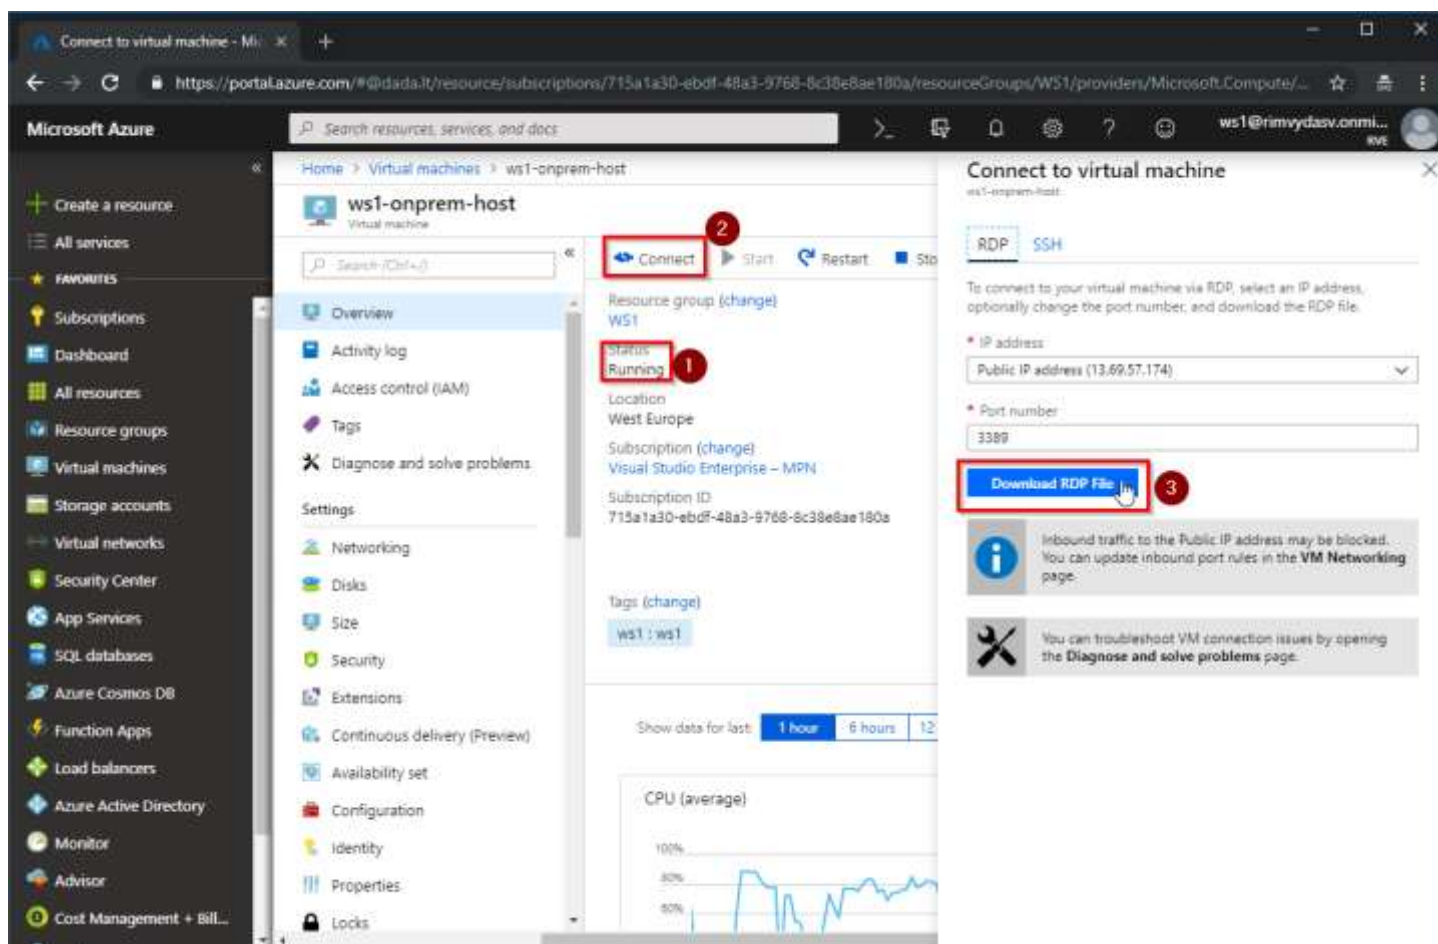 Connect to virtual machine - Mi
https://portal.azure.com/#@dada.lt/resource/subscriptions/715a1a30-ebdf-48a3-9768-8c38e8ae180a/resourceGroups/WS1/providers/Microsoft.Compute/...
Microsoft Azure
Search resources, services, and docs
ws1@rimvydasv.onmi...
RVE
Create a resource
All services
FAVORITES
Subscriptions
Dashboard
All resources
Resource groups
Virtual machines
Storage accounts
Virtual networks
Security Center
App Services
SQL databases
Azure Cosmos DB
Function Apps
Load balancers
Azure Active Directory
Monitor
Advisor
Cost Management + Bill...
Home > Virtual machines > ws1-onprem-host
ws1-onprem-host
Virtual machine
Search (Ctrl+/)
Overview
Activity log
Access control (IAM)
Tags
Diagnose and solve problems
Settings
Networking
Disks
Size
Security
Extensions
Continuous delivery (Preview)
Availability set
Configuration
Identity
Properties
Locks
2
Connect Start Restart Sto
Resource group (change)
WS1
Status
Running 1
Location
West Europe
Subscription (change)
Visual Studio Enterprise – MPN
Subscription ID
715a1a30-ebdf-48a3-9768-8c38e8ae180a
Tags (change)
ws1 : ws1
Show data for last: 1 hour 6 hours 12
CPU (average)
100%
80%
60%
Connect to virtual machine
ws1-onprem-host
RDP SSH
To connect to your virtual machine via RDP, select an IP address,
optionally change the port number, and download the RDP file.
* IP address
Public IP address (13.69.57.174)
* Port number
3389
Download RDP File 3
Inbound traffic to the Public IP address may be blocked.
You can update inbound port rules in the VM Networking
page.
You can troubleshoot VM connection issues by opening
the Diagnose and solve problems page.